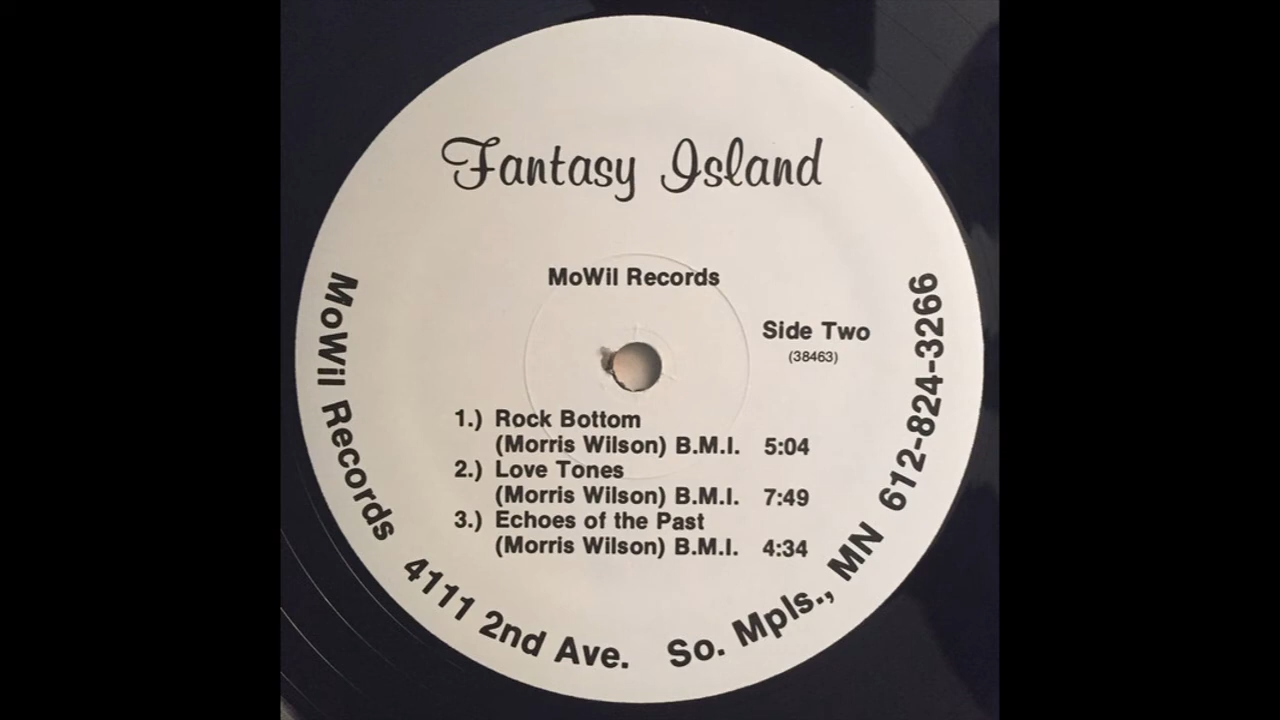 Fantasy Island
MoWil Records
Side Two
(38463)
1.) Rock Bottom
(Morris Wilson) B.M.I. 5:04
2.) Love Tones
(Morris Wilson) B.M.I. 7:49
3.) Echoes of the Past
(Morris Wilson) B.M.I. 4:34
MoWil Records 4111 2nd Ave. So. Mpls., MN 612-824-3266